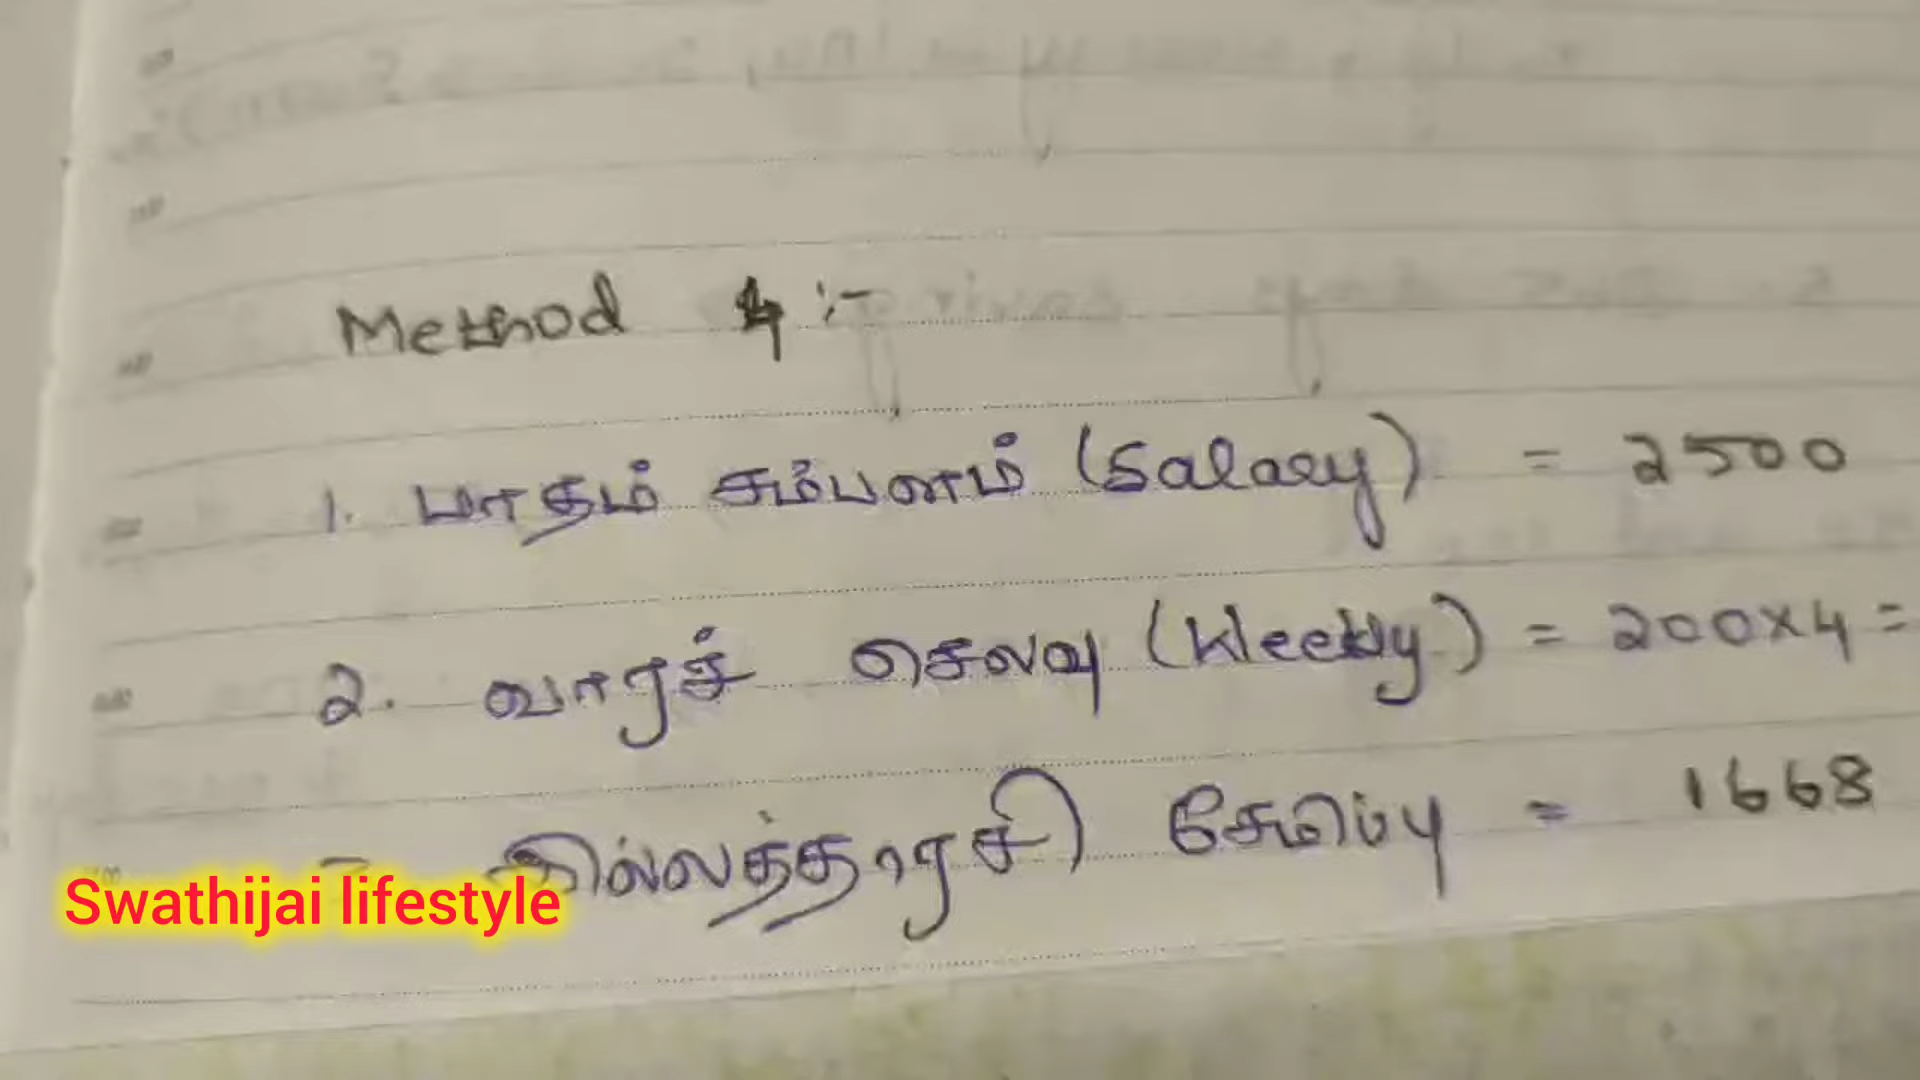 Method 4 :-
1. மாதம் சம்பளம் (Salary) = 2500
2. வாரச் செலவு (Weekly) = 200x4 =
இல்லத்தரசி சேமிப்பு = 1668
Swathijai lifestyle